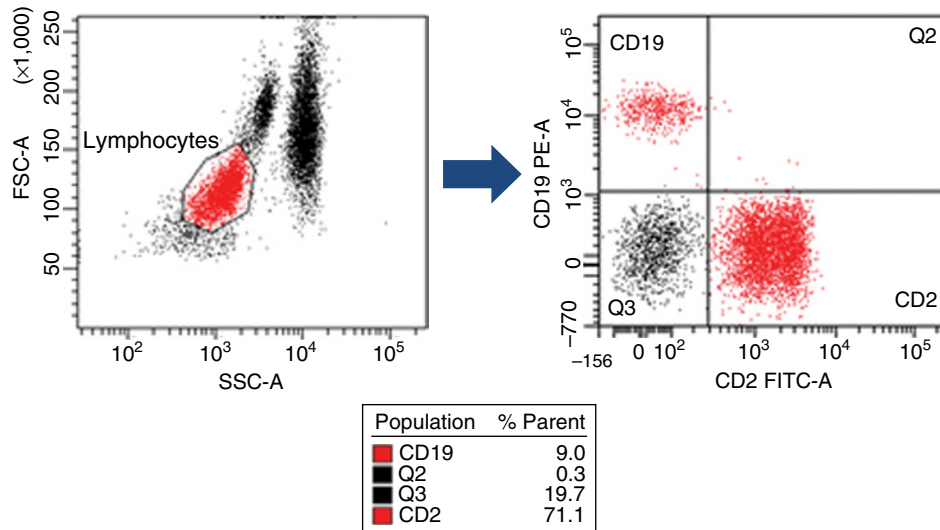 (×1,000)
FSC-A
250
200
150
100
50
Lymphocytes
10²
10³
10⁴
10⁵
SSC-A
CD19 PE-A
10⁵
10⁴
10³
0
−770
CD19
Q2
Q3
CD2
−156
0
10²
10³
10⁴
10⁵
CD2 FITC-A
Population % Parent
CD19 9.0
Q2 0.3
Q3 19.7
CD2 71.1